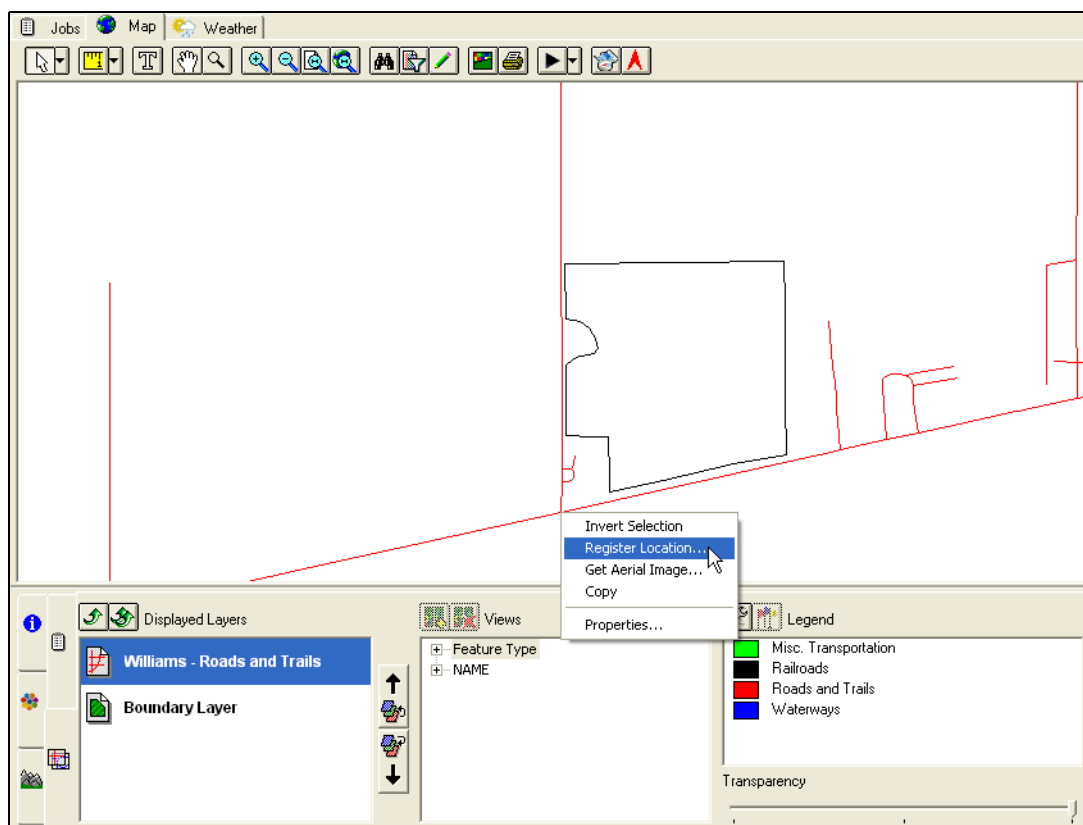 Jobs Map Weather
T
Invert Selection
Register Location...
Get Aerial Image...
Copy
Properties...
Displayed Layers
Williams - Roads and Trails
Boundary Layer
Views
Feature Type
NAME
Legend
Misc. Transportation
Railroads
Roads and Trails
Waterways
Transparency